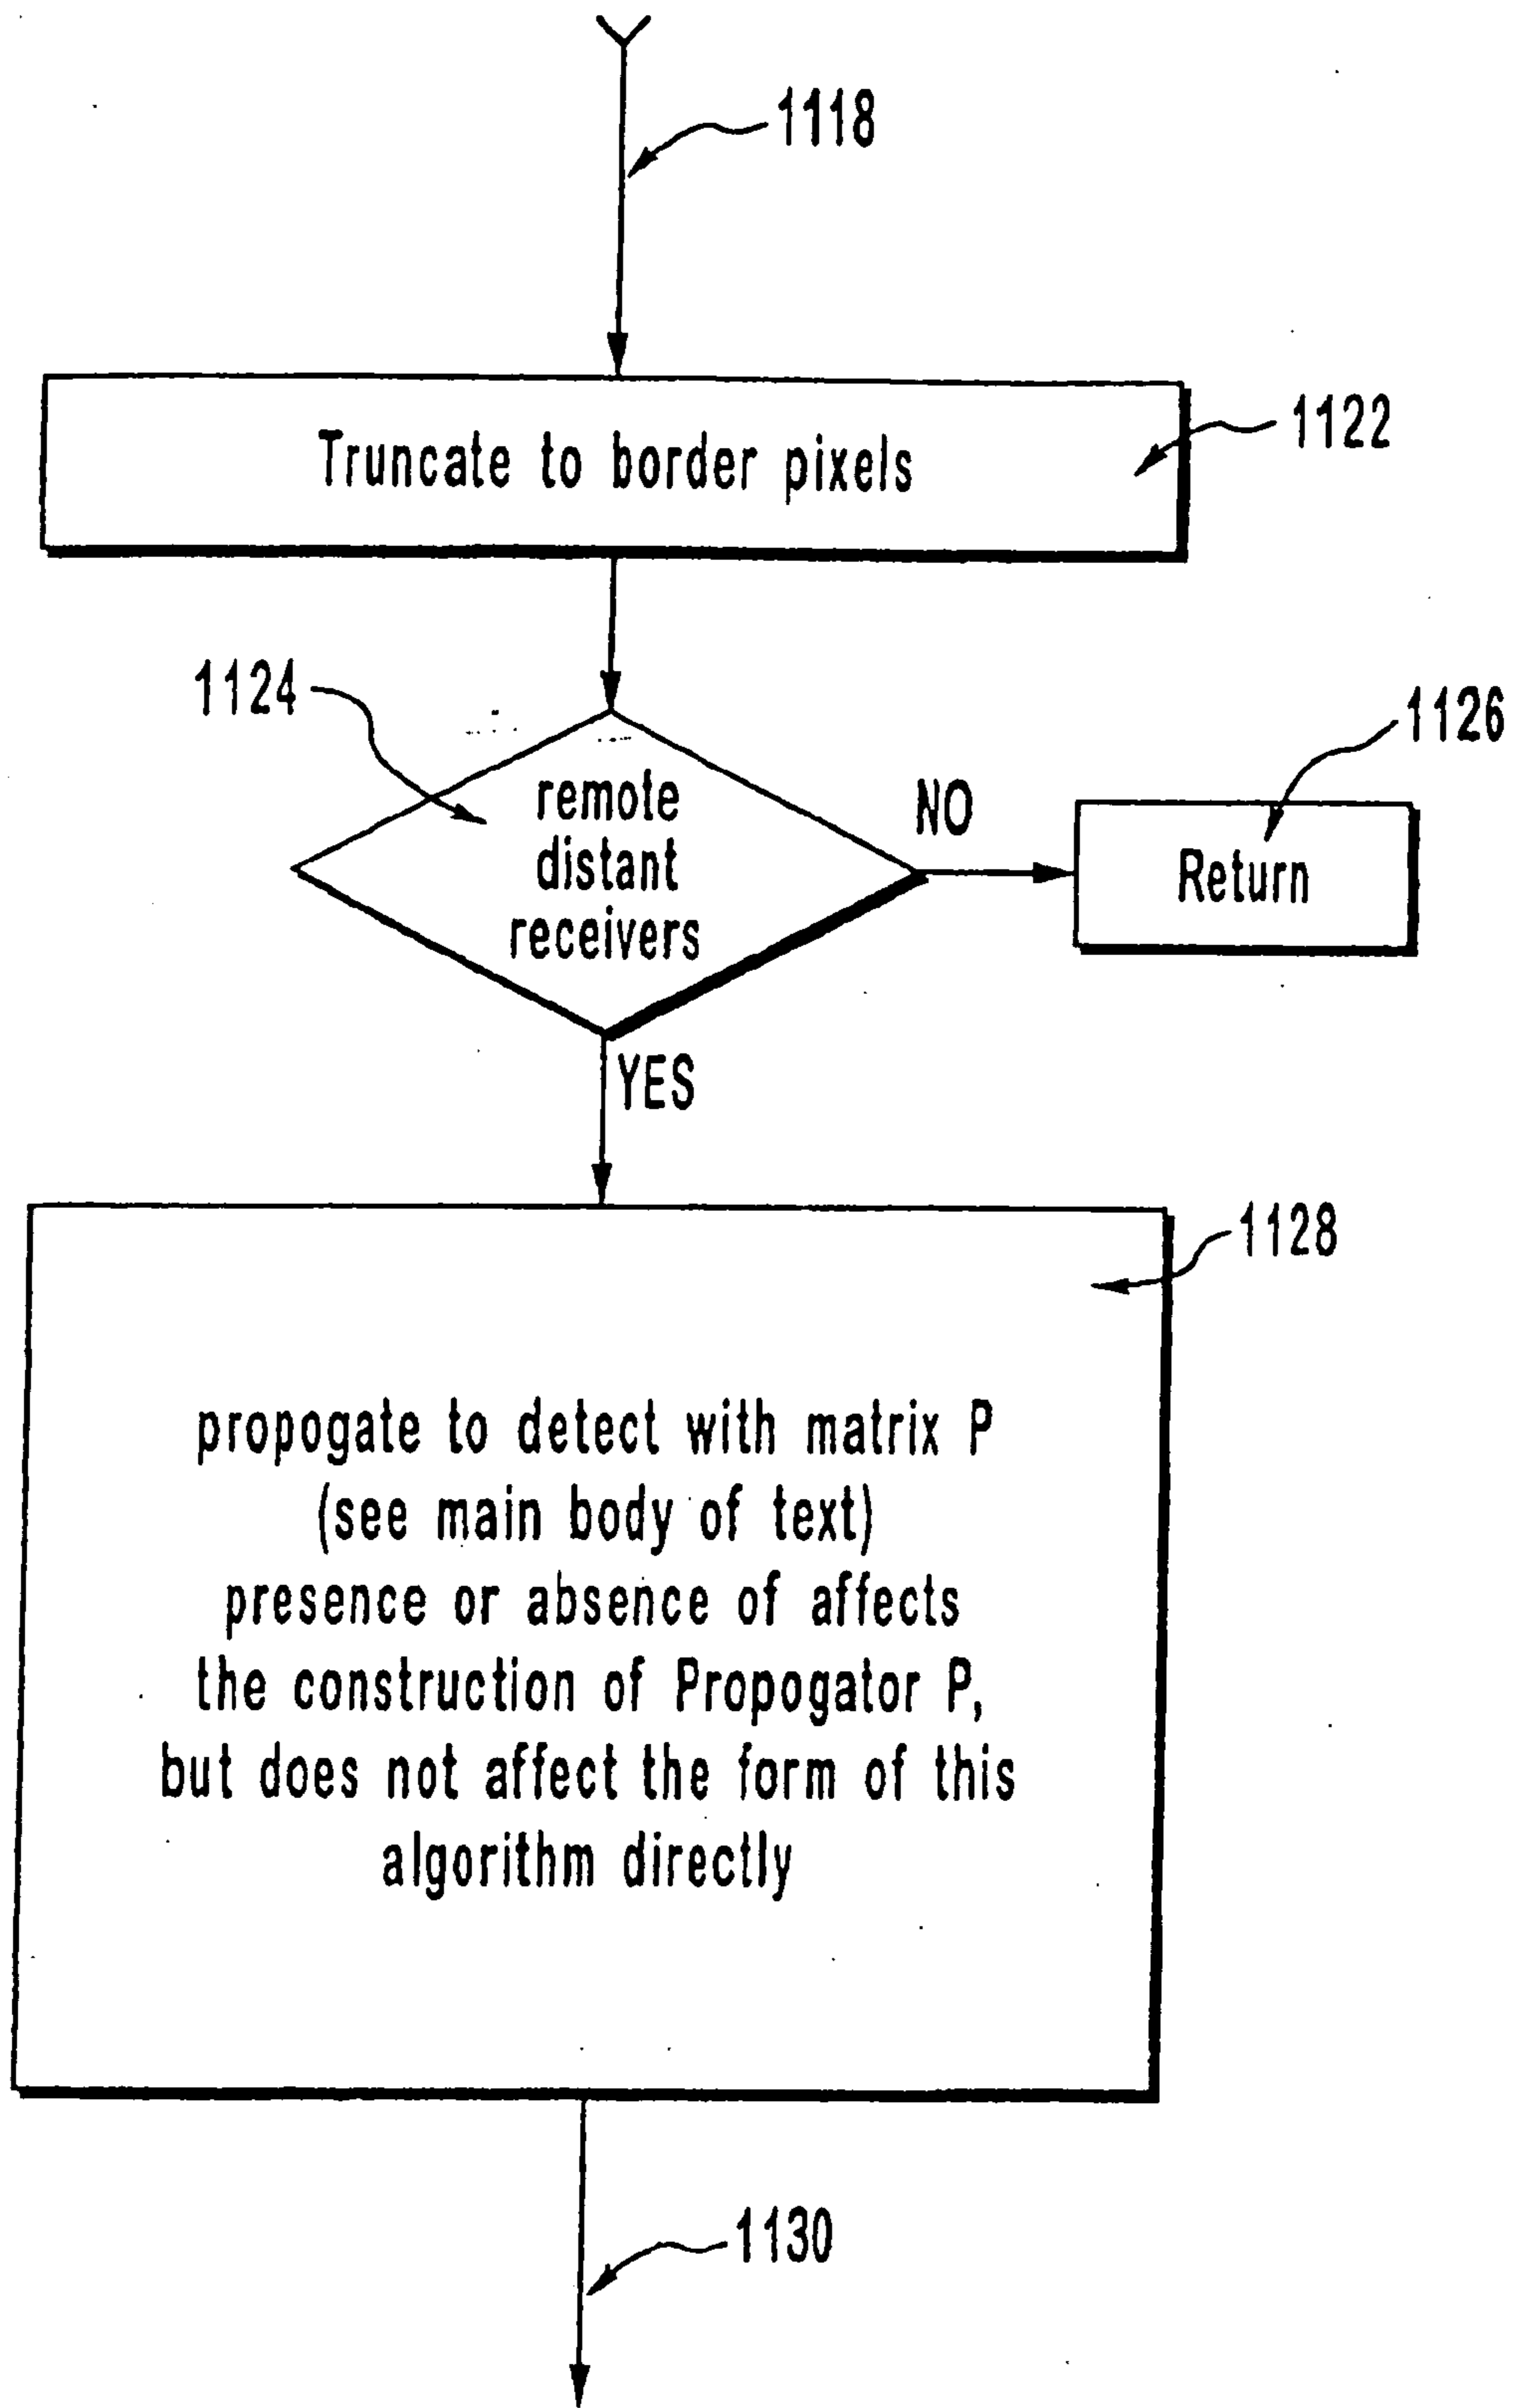 1118
1122
Truncate to border pixels
1124
1126
remote
distant
receivers
NO
Return
YES
1128
propogate to detect with matrix P
(see main body of text)
presence or absence of affects
the construction of Propogator P,
but does not affect the form of this
algorithm directly
1130